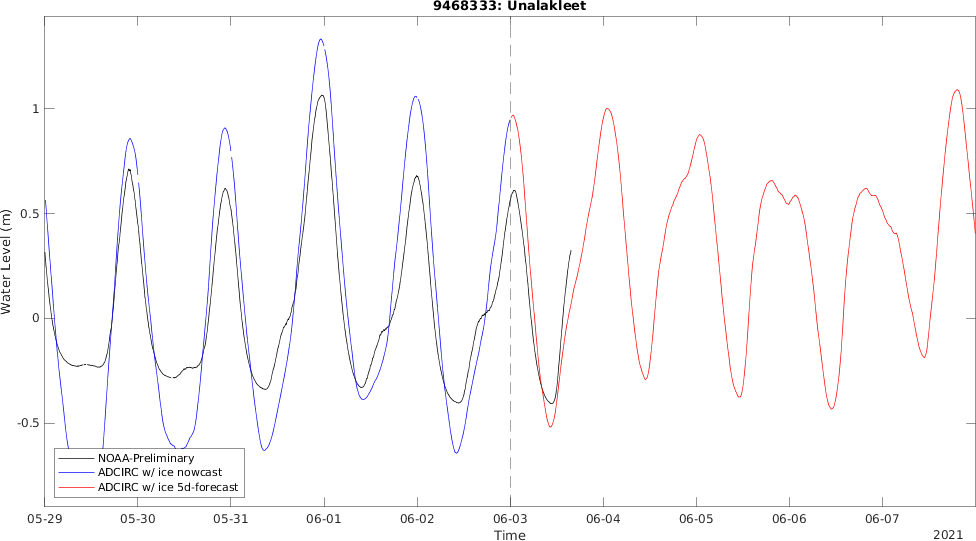 9468333: Unalakleet
Water Level (m)
1
0.5
0
-0.5
NOAA-Preliminary
ADCIRC w/ ice nowcast
ADCIRC w/ ice 5d-forecast
05-29 05-30 05-31 06-01 06-02 06-03 06-04 06-05 06-06 06-07
Time
2021